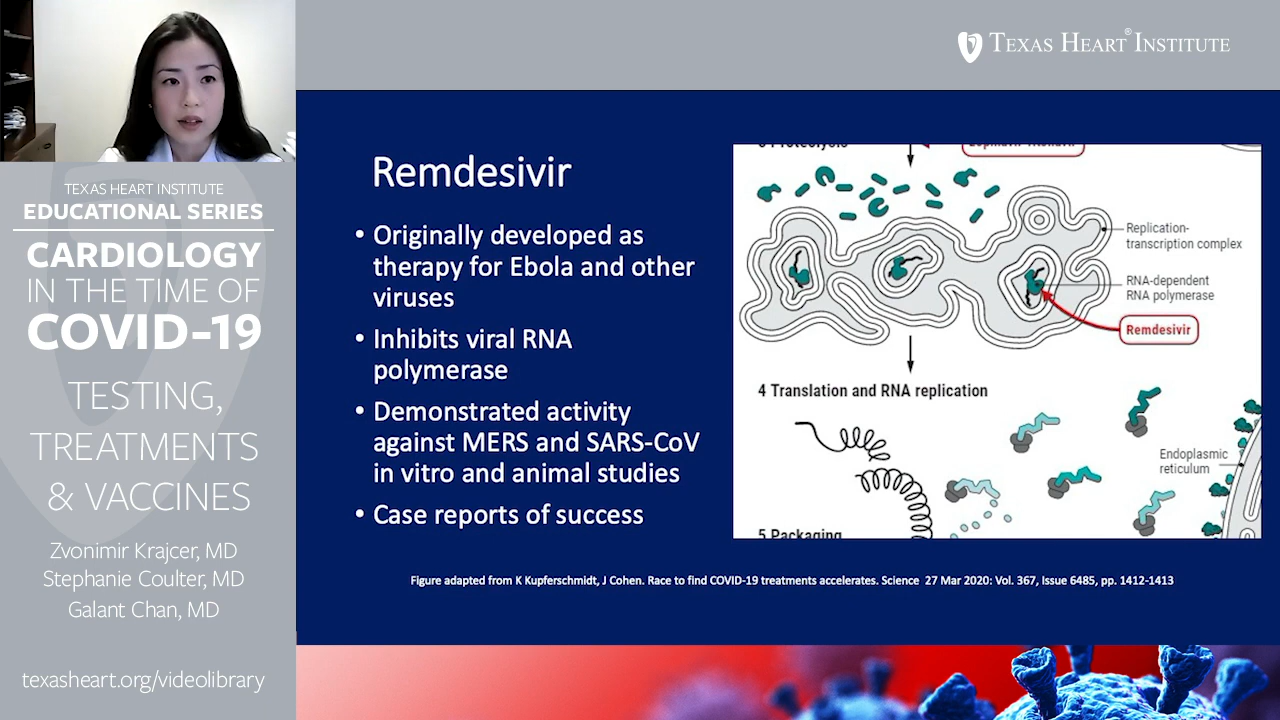 TEXAS HEART® INSTITUTE
TEXAS HEART INSTITUTE
EDUCATIONAL SERIES
CARDIOLOGY
IN THE TIME OF
COVID-19
TESTING,
TREATMENTS
& VACCINES
Zvonimir Krajcer, MD
Stephanie Coulter, MD
Galant Chan, MD
texasheart.org/videolibrary
Remdesivir
• Originally developed as
therapy for Ebola and other
viruses
• Inhibits viral RNA
polymerase
• Demonstrated activity
against MERS and SARS-CoV
in vitro and animal studies
• Case reports of success
Replication-
transcription complex
RNA-dependent
RNA polymerase
Remdesivir
4 Translation and RNA replication
Endoplasmic
reticulum
5 Packaging
Figure adapted from K Kupferschmidt, J Cohen. Race to find COVID-19 treatments accelerates. Science 27 Mar 2020: Vol. 367, Issue 6485, pp. 1412-1413